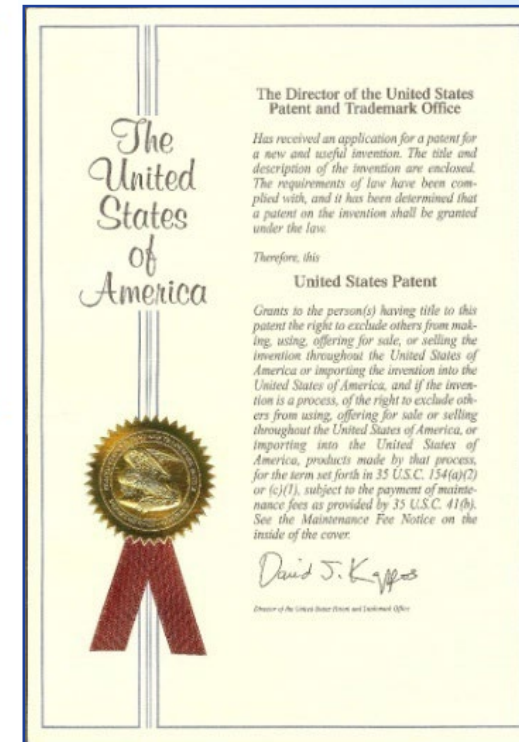 The
United
States
of
America
The Director of the United States
Patent and Trademark Office
Has received an application for a patent for
a new and useful invention. The title and
description of the invention are enclosed.
The requirements of law have been com-
plied with, and it has been determined that
a patent on the invention shall be granted
under the law.
Therefore, this
United States Patent
Grants to the person(s) having title to this
patent the right to exclude others from mak-
ing, using, offering for sale, or selling the
invention throughout the United States of
America or importing the invention into the
United States of America, and if the inven-
tion is a process, of the right to exclude oth-
ers from using, offering for sale or selling
throughout the United States of America, or
importing into the United States of
America, products made by that process,
for the term set forth in 35 U.S.C. 154(a)(2)
or (c)(1), subject to the payment of mainte-
nance fees as provided by 35 U.S.C. 41(b).
See the Maintenance Fee Notice on the
inside of the cover.
David J. Kappos
Director of the United States Patent and Trademark Office